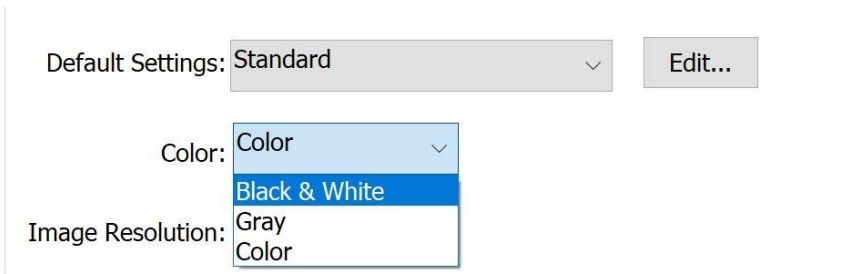 Default Settings: Standard Edit...
Color: Color
Black & White
Gray
Image Resolution:
Color